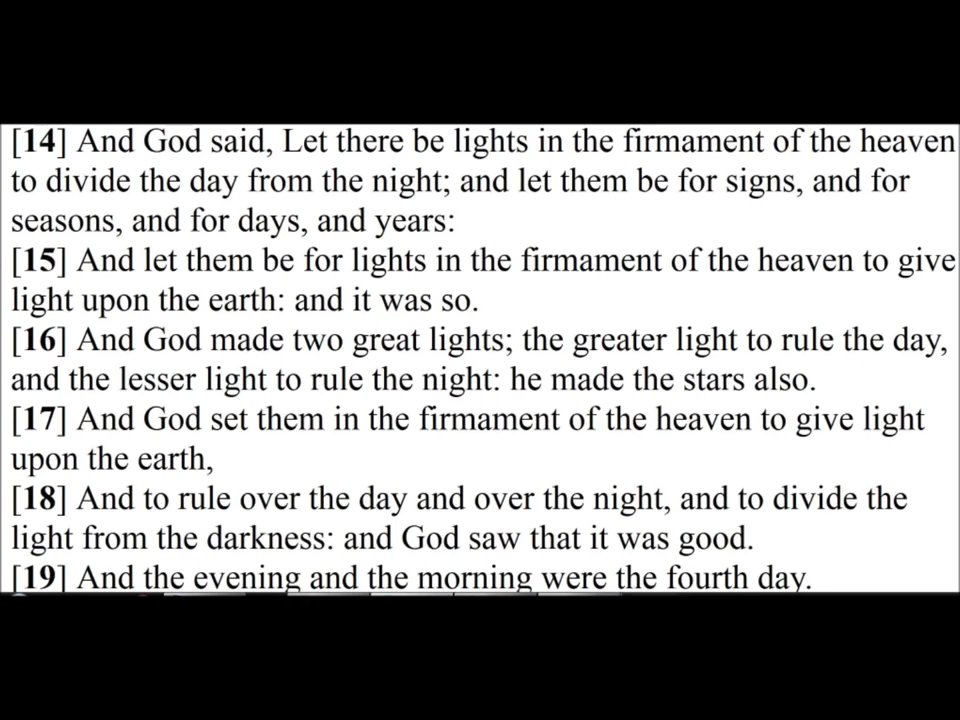 [14] And God said, Let there be lights in the firmament of the heaven
to divide the day from the night; and let them be for signs, and for
seasons, and for days, and years:
[15] And let them be for lights in the firmament of the heaven to give
light upon the earth: and it was so.
[16] And God made two great lights; the greater light to rule the day,
and the lesser light to rule the night: he made the stars also.
[17] And God set them in the firmament of the heaven to give light
upon the earth,
[18] And to rule over the day and over the night, and to divide the
light from the darkness: and God saw that it was good.
[19] And the evening and the morning were the fourth day.